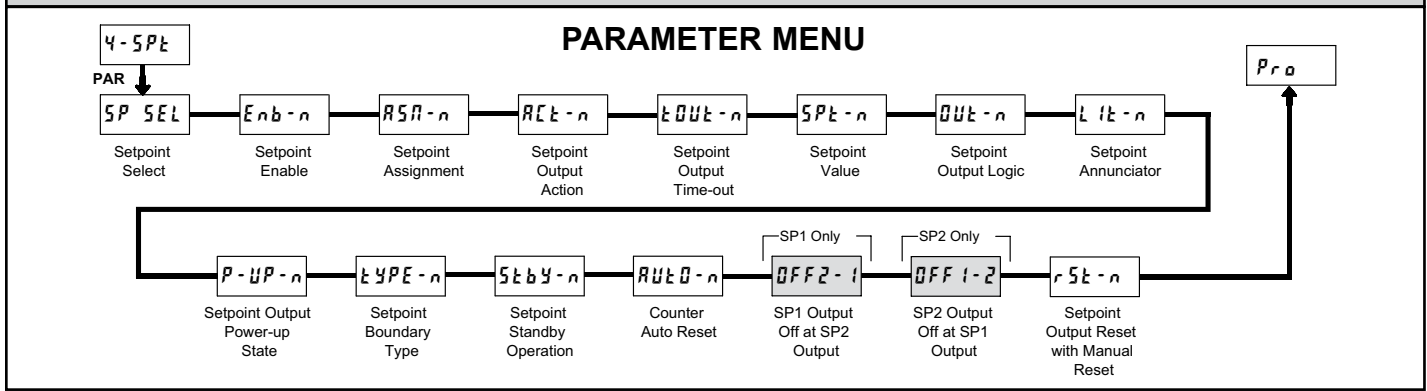 PARAMETER MENU
4-SPt
PAR
Pro
SP SEL
Enb-n
ASN-n
ACt-n
tOUt-n
SPt-n
OUt-n
LIt-n
Setpoint
Select
Setpoint
Enable
Setpoint
Assignment
Setpoint
Output
Action
Setpoint
Output
Time-out
Setpoint
Value
Setpoint
Output Logic
Setpoint
Annunciator
SP1 Only
SP2 Only
P-UP-n
tYPE-n
StbY-n
AUtO-n
OFF2-1
OFF1-2
rSt-n
Setpoint Output
Power-up
State
Setpoint
Boundary
Type
Setpoint
Standby
Operation
Counter
Auto Reset
SP1 Output
Off at SP2
Output
SP2 Output
Off at SP1
Output
Setpoint
Output Reset
with Manual
Reset